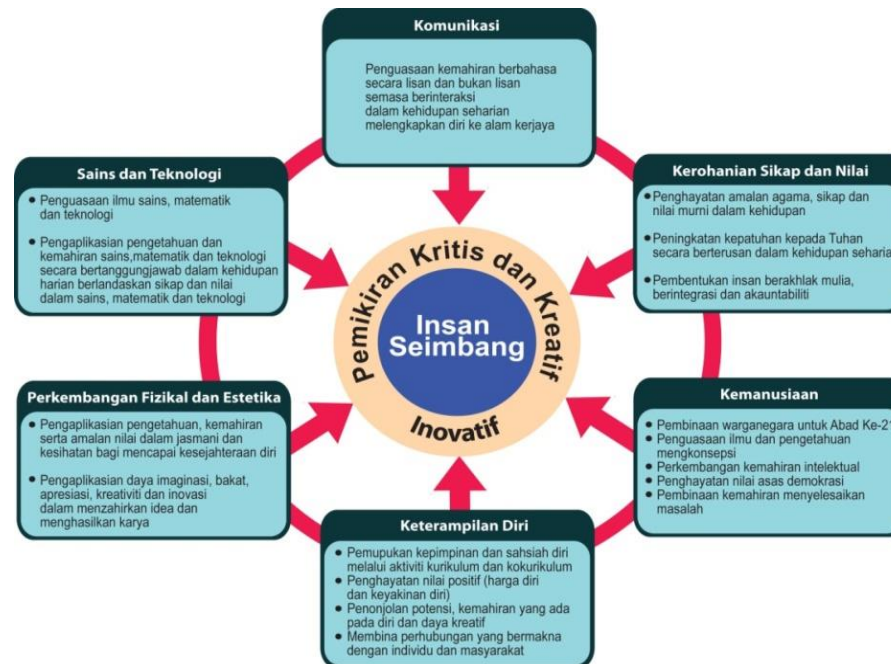 Komunikasi
Penguasaan kemahiran berbahasa
secara lisan dan bukan lisan
semasa berinteraksi
dalam kehidupan seharian
melengkapkan diri ke alam kerjaya
Sains dan Teknologi
• Penguasaan ilmu sains, matematik
dan teknologi
• Pengaplikasian pengetahuan dan
kemahiran sains,matematik dan teknologi
secara bertanggungjawab dalam kehidupan
harian berlandaskan sikap dan nilai
dalam sains, matematik dan teknologi
Kerohanian Sikap dan Nilai
• Penghayatan amalan agama, sikap dan
nilai murni dalam kehidupan
• Peningkatan kepatuhan kepada Tuhan
secara berterusan dalam kehidupan seharia
• Pembentukan insan berakhlak mulia,
berintegrasi dan akauntabiliti
Pemikiran Kritis dan Kreatif
Insan
Seimbang
Inovatif
Perkembangan Fizikal dan Estetika
• Pengaplikasian pengetahuan, kemahiran
serta amalan nilai dalam jasmani dan
kesihatan bagi mencapai kesejahteraan diri
• Pengaplikasian daya imaginasi, bakat,
apresiasi, kreativiti dan inovasi
dalam menzahirkan idea dan
menghasilkan karya
Kemanusiaan
• Pembinaan warganegara untuk Abad Ke-21
• Penguasaan ilmu dan pengetahuan
mengkonsepsi
• Perkembangan kemahiran intelektual
• Penghayatan nilai asas demokrasi
• Pembinaan kemahiran menyelesaikan
masalah
Keterampilan Diri
• Pemupukan kepimpinan dan sahsiah diri
melalui aktiviti kurikulum dan kokurikulum
• Penghayatan nilai positif (harga diri
dan keyakinan diri)
• Penonjolan potensi, kemahiran yang ada
pada diri dan daya kreatif
• Membina perhubungan yang bermakna
dengan individu dan masyarakat